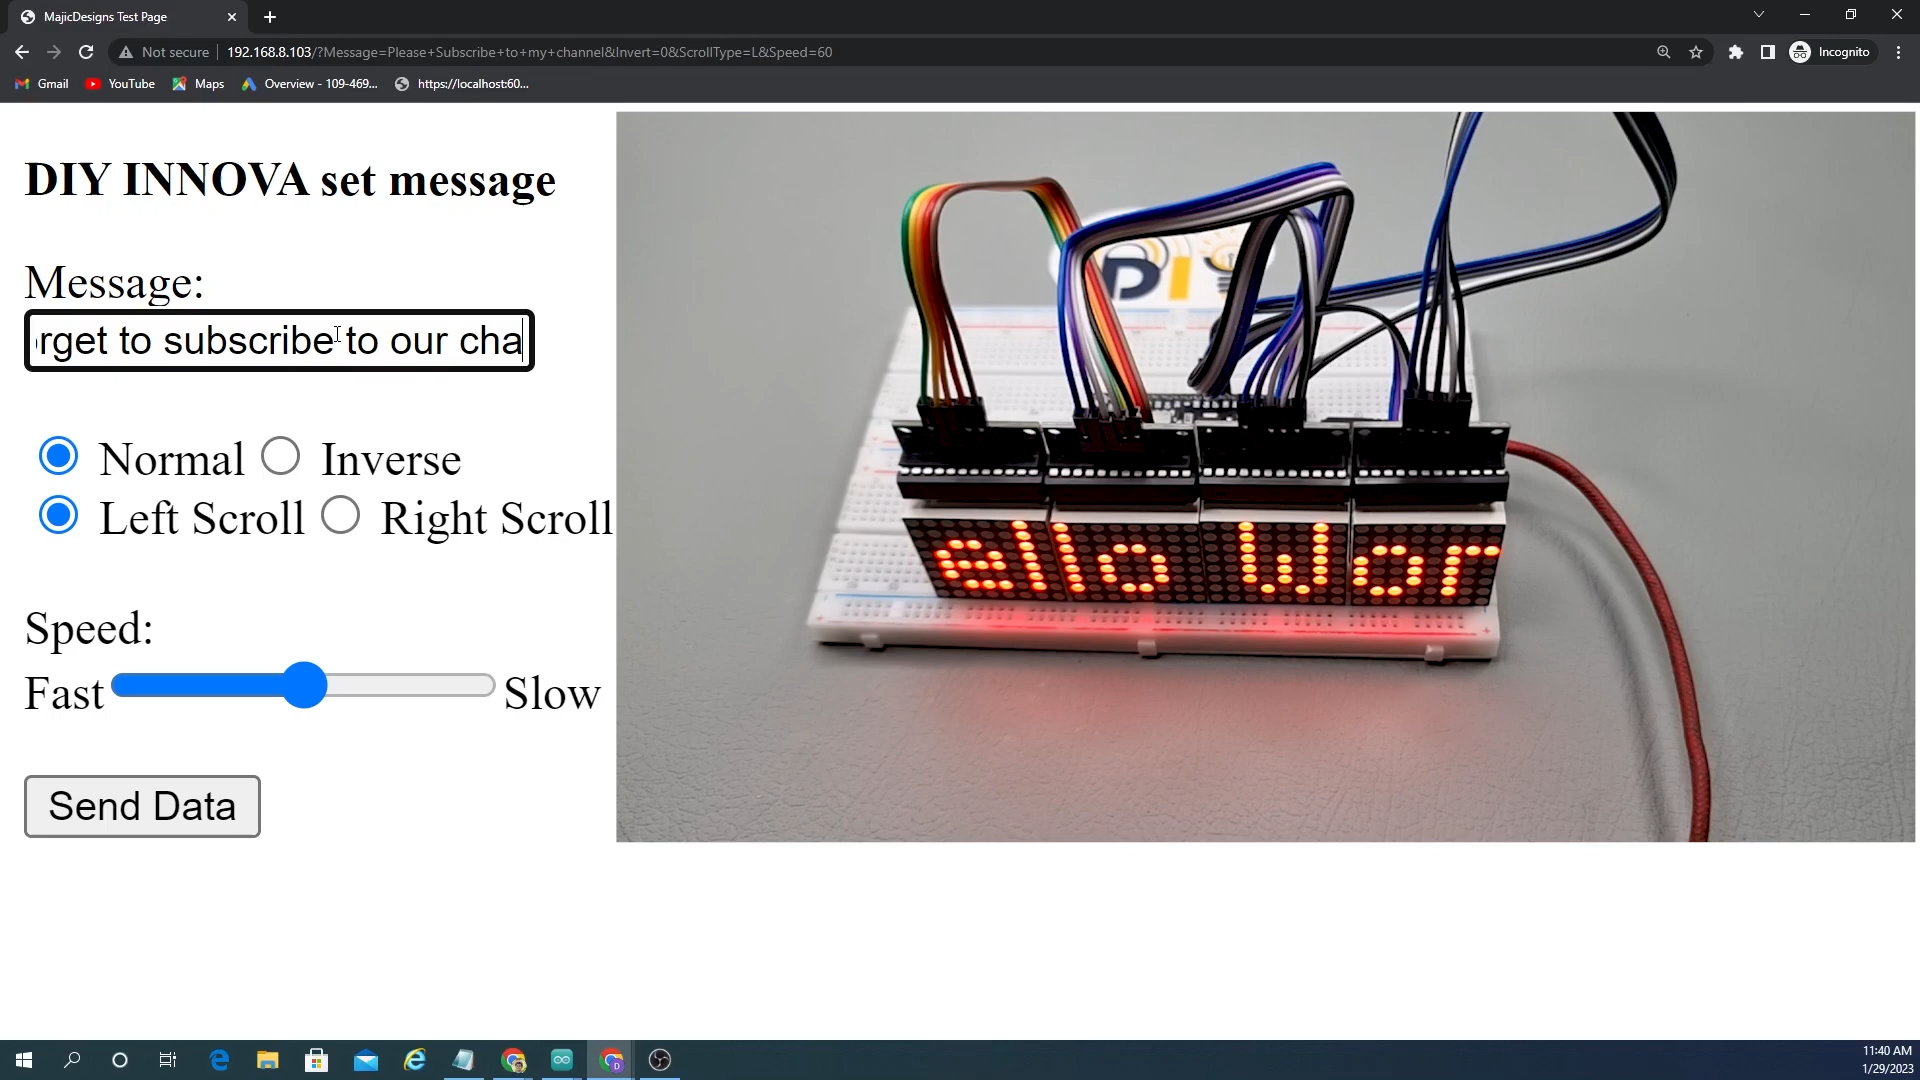 MajicDesigns Test Page
Not secure 192.168.8.103/?Message=Please+Subscribe+to+my+channel&Invert=0&ScrollType=L&Speed=60 Incognito
Gmail YouTube Maps Overview - 109-469... https://localhost:60...
DIY INNOVA set message
Message:
rget to subscribe to our cha
Normal Inverse
Left Scroll Right Scroll
Speed:
Fast Slow
Send Data
DI
ello Wor
11:40 AM
1/29/2023